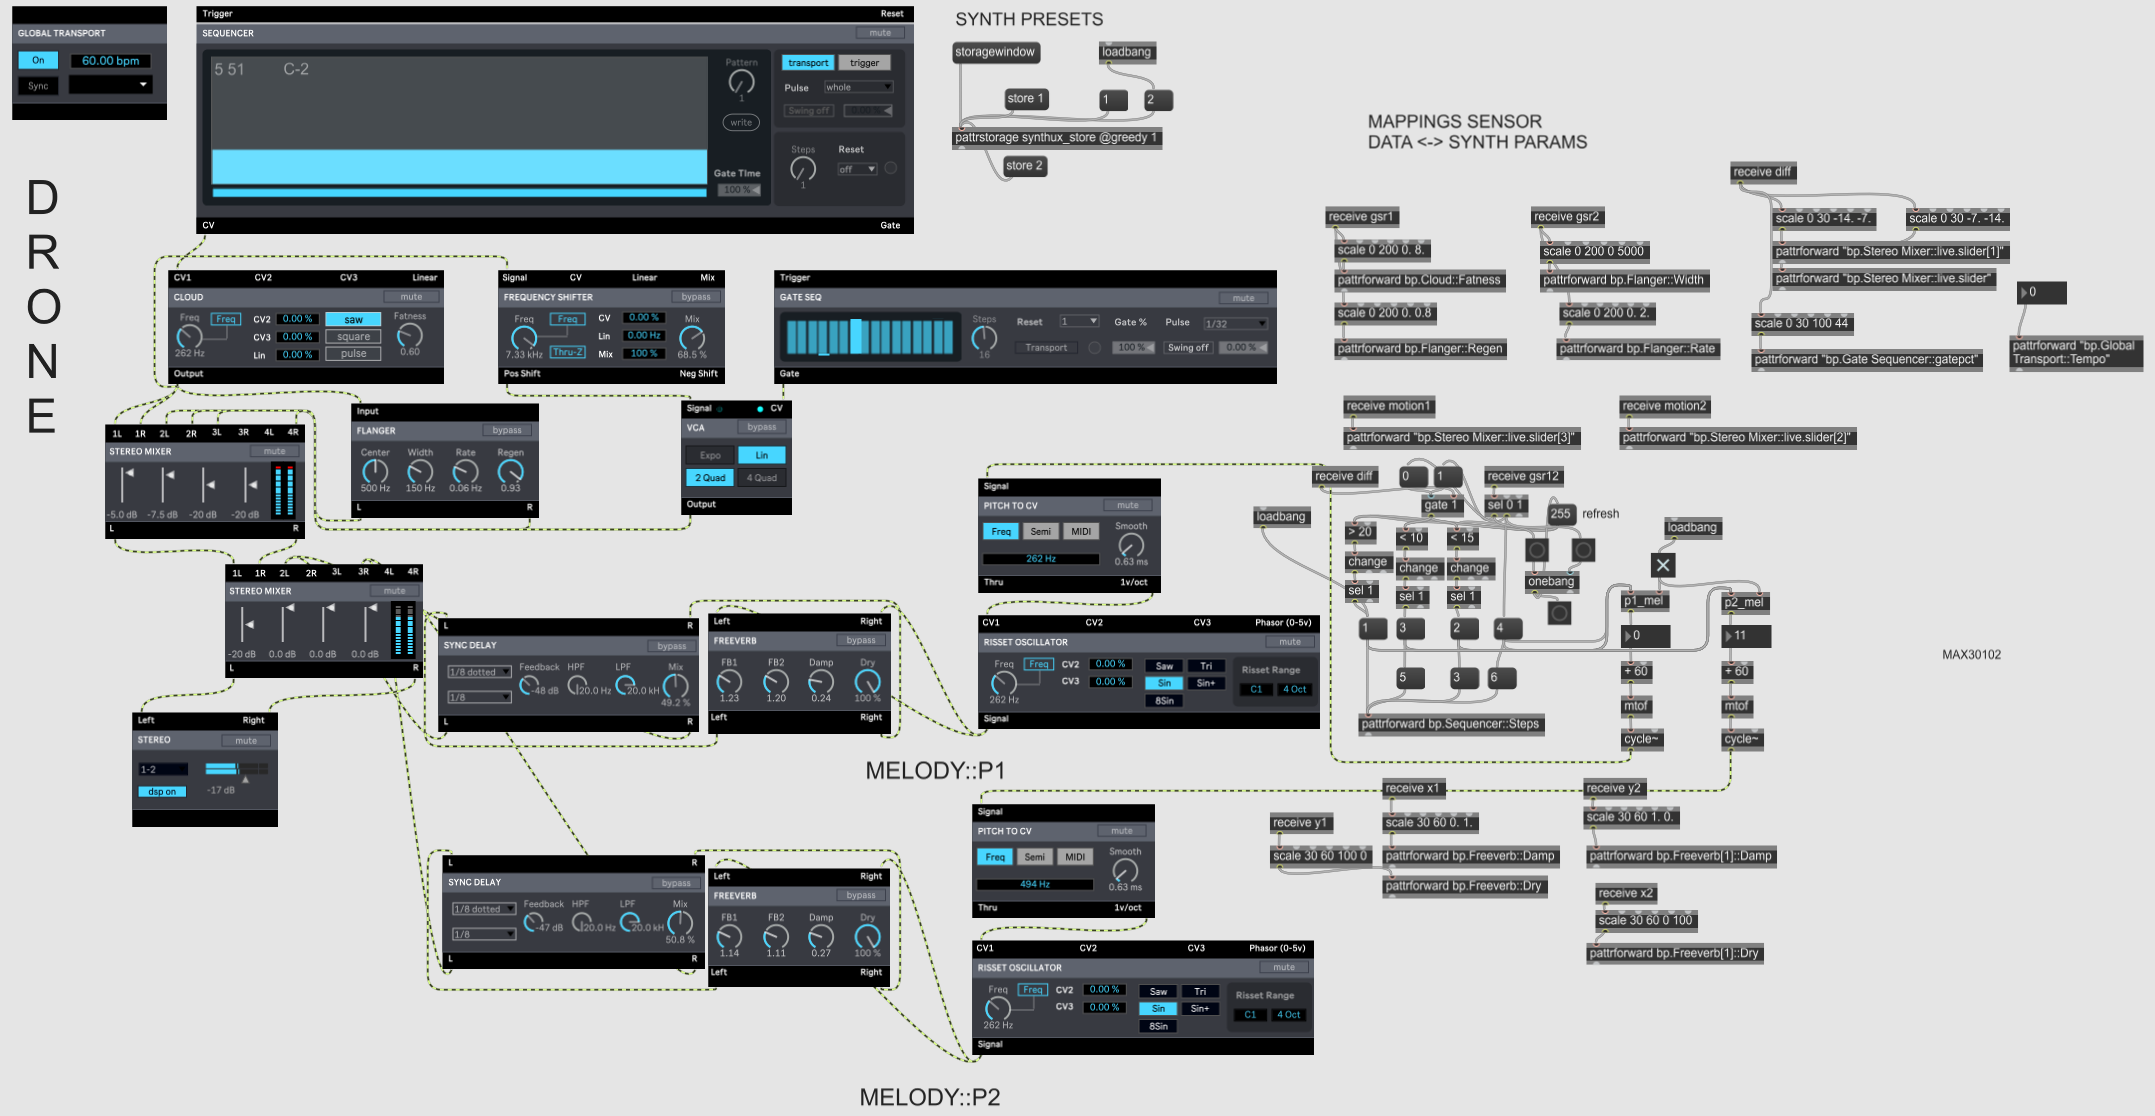 GLOBAL TRANSPORT
On
60.00 bpm
Sync
D
R
O
N
E
Trigger
Reset
SEQUENCER
mute
5 51
C-2
Pattern
1
write
Gate TIme
100 %
transport
trigger
Pulse
whole
Swing off
Steps
1
Reset
off
CV
Gate
CV1
CV2
CV3
Linear
CLOUD
mute
Freq
Freq
262 Hz
CV2
0.00 %
CV3
0.00 %
Lin
0.00 %
saw
square
pulse
Fatness
0.60
Output
Signal
CV
Linear
Mix
FREQUENCY SHIFTER
bypass
Freq
Freq
7.33 kHz
Thru-Z
CV
0.00 %
Lin
0.00 Hz
Mix
100 %
Mix
68.5 %
Pos Shift
Neg Shift
Trigger
GATE SEQ
mute
Steps
16
Reset
1
Gate %
Pulse
1/32
Transport
100 %
Swing off
0.00 %
Gate
1L
1R
2L
2R
3L
3R
4L
4R
STEREO MIXER
mute
-5.0 dB
-7.5 dB
-20 dB
-20 dB
L
R
Input
FLANGER
bypass
Center
Width
Rate
Regen
500 Hz
150 Hz
0.06 Hz
0.93
L
R
Signal
CV
VCA
bypass
Expo
Lin
2 Quad
4 Quad
Output
1L
1R
2L
2R
3L
3R
4L
4R
STEREO MIXER
mute
-20 dB
0.0 dB
0.0 dB
0.0 dB
L
R
Left
Right
STEREO
mute
1-2
dsp on
-17 dB
L
R
SYNC DELAY
bypass
1/8 dotted
1/8
Feedback
HPF
LPF
Mix
-48 dB
20.0 Hz
20.0 kH
49.2 %
L
R
Left
Right
FREEVERB
bypass
FB1
FB2
Damp
Dry
1.23
1.20
0.24
100 %
Left
Right
Signal
PITCH TO CV
mute
Freq
Semi
MIDI
Smooth
262 Hz
0.63 ms
Thru
1v/oct
CV1
CV2
CV3
Phasor (0-5v)
RISSET OSCILLATOR
mute
Freq
Freq
262 Hz
CV2
0.00 %
CV3
0.00 %
Saw
Tri
Sin
Sin+
8Sin
Risset Range
C1
4 Oct
Signal
MELODY::P1
L
R
SYNC DELAY
bypass
1/8 dotted
1/8
Feedback
HPF
LPF
Mix
-47 dB
20.0 Hz
20.0 kH
50.8 %
L
R
Left
Right
FREEVERB
bypass
FB1
FB2
Damp
Dry
1.14
1.11
0.27
100 %
Left
Right
Signal
PITCH TO CV
mute
Freq
Semi
MIDI
Smooth
494 Hz
0.63 ms
Thru
1v/oct
CV1
CV2
CV3
Phasor (0-5v)
RISSET OSCILLATOR
mute
Freq
Freq
262 Hz
CV2
0.00 %
CV3
0.00 %
Saw
Tri
Sin
Sin+
8Sin
Risset Range
C1
4 Oct
Signal
MELODY::P2
SYNTH PRESETS
storagewindow
loadbang
store 1
1
2
pattrstorage synthux_store @greedy 1
store 2
MAPPINGS SENSOR
DATA <-> SYNTH PARAMS
receive gsr1
scale 0 200 0. 8.
pattrforward bp.Cloud::Fatness
scale 0 200 0. 0.8
pattrforward bp.Flanger::Regen
receive gsr2
scale 0 200 0 5000
pattrforward bp.Flanger::Width
scale 0 200 0. 2.
pattrforward bp.Flanger::Rate
receive diff
scale 0 30 -14. -7.
scale 0 30 -7. -14.
pattrforward "bp.Stereo Mixer::live.slider[1]"
pattrforward "bp.Stereo Mixer::live.slider"
scale 0 30 100 44
pattrforward "bp.Gate Sequencer::gatepct"
0
pattrforward "bp.Global
Transport::Tempo"
receive motion1
pattrforward "bp.Stereo Mixer::live.slider[3]"
receive motion2
pattrforward "bp.Stereo Mixer::live.slider[2]"
receive diff
0
1
receive gsr12
gate 1
sel 0 1
255
refresh
loadbang
> 20
< 10
< 15
change
change
change
sel 1
sel 1
sel 1
onebang
1
3
2
4
5
3
6
pattrforward bp.Sequencer::Steps
loadbang
p1_mel
p2_mel
0
11
+ 60
+ 60
mtof
mtof
cycle~
cycle~
MAX30102
receive y1
scale 30 60 100 0
receive x1
scale 30 60 0. 1.
pattrforward bp.Freeverb::Damp
pattrforward bp.Freeverb::Dry
receive y2
scale 30 60 1. 0.
pattrforward bp.Freeverb[1]::Damp
receive x2
scale 30 60 0 100
pattrforward bp.Freeverb[1]::Dry